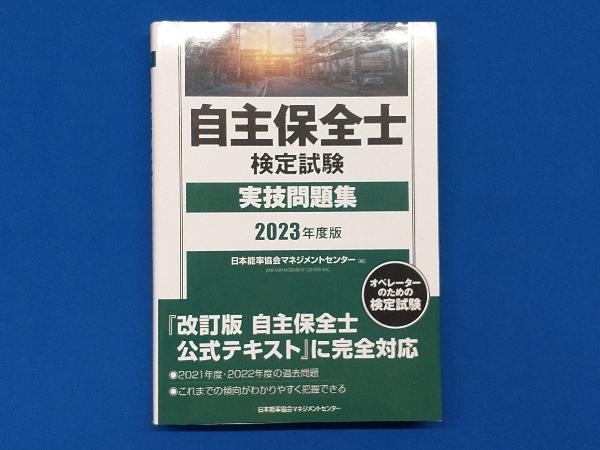 自主保全士
検定試験
実技問題集
2023年度版
日本能率協会マネジメントセンター 編
JMA MANAGEMENT CENTER INC.
オペレーター
のための
検定試験
『改訂版 自主保全士
公式テキスト』に完全対応
●2021年度・2022年度の過去問題
●これまでの傾向がわかりやすく把握できる
日本能率協会マネジメントセンター